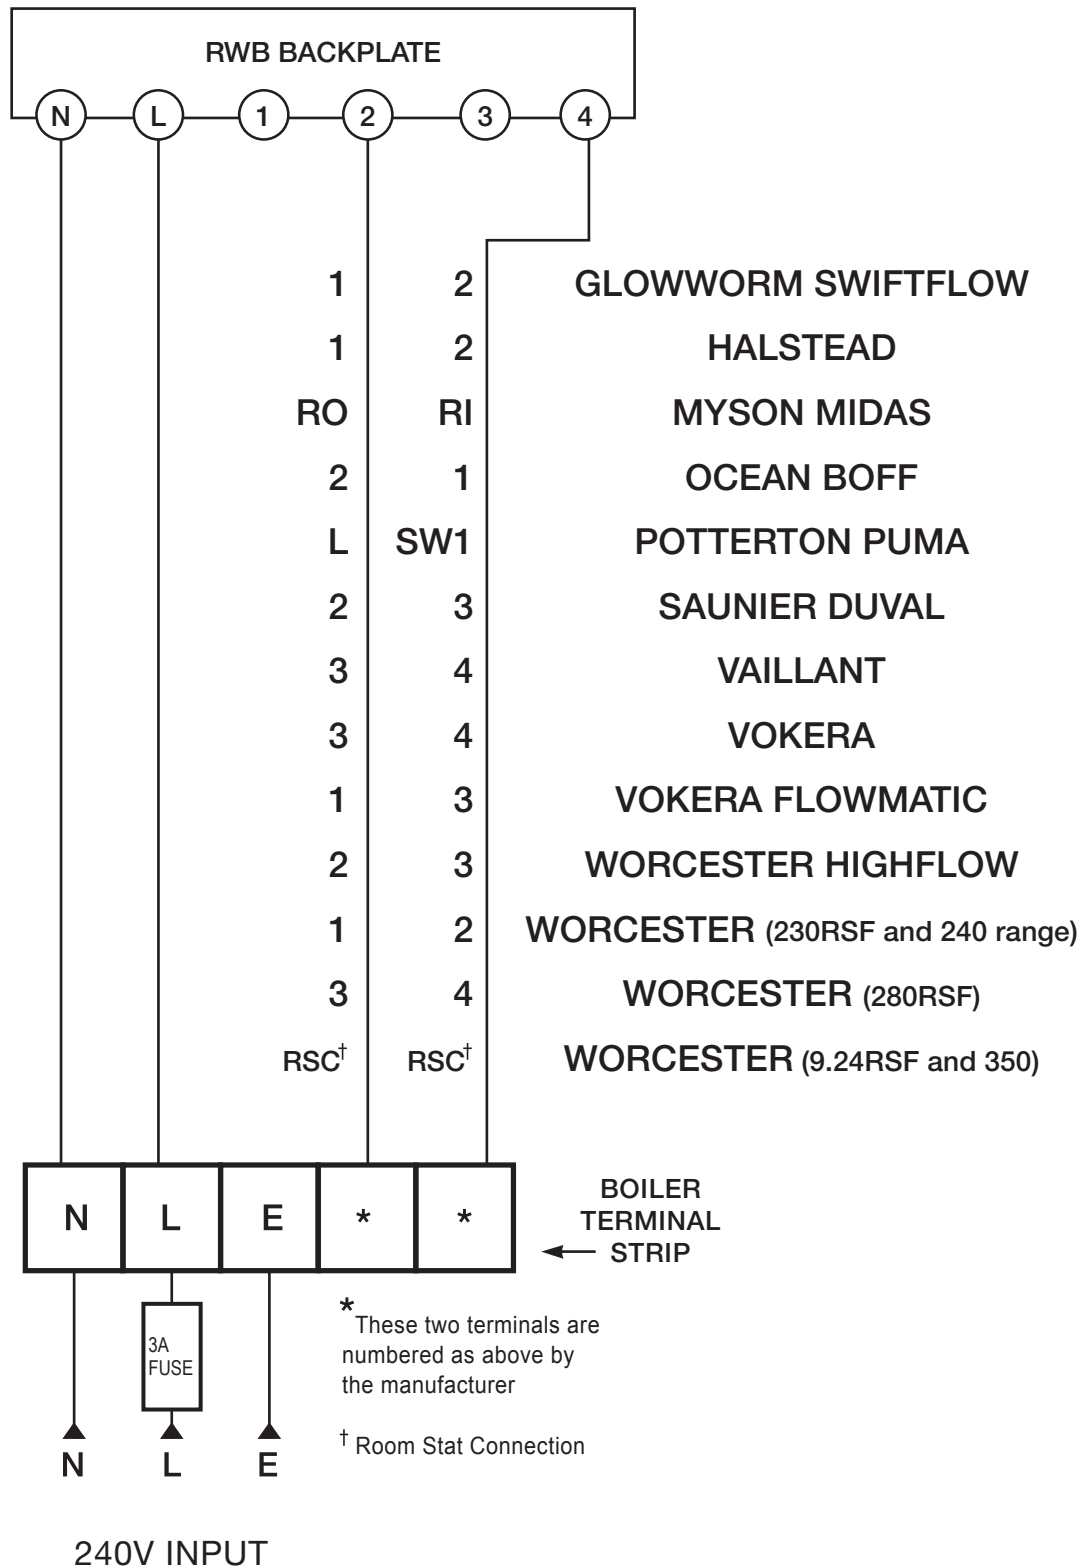 RWB BACKPLATE
N L 1 2 3 4
1 2 GLOWWORM SWIFTFLOW
1 2 HALSTEAD
RO RI MYSON MIDAS
2 1 OCEAN BOFF
L SW1 POTTERTON PUMA
2 3 SAUNIER DUVAL
3 4 VAILLANT
3 4 VOKERA
1 3 VOKERA FLOWMATIC
2 3 WORCESTER HIGHFLOW
1 2 WORCESTER (230RSF and 240 range)
3 4 WORCESTER (280RSF)
RSC† RSC† WORCESTER (9.24RSF and 350)
N L E * *
BOILER
TERMINAL
STRIP
3A
FUSE
*These two terminals are
numbered as above by
the manufacturer
† Room Stat Connection
N L E
240V INPUT